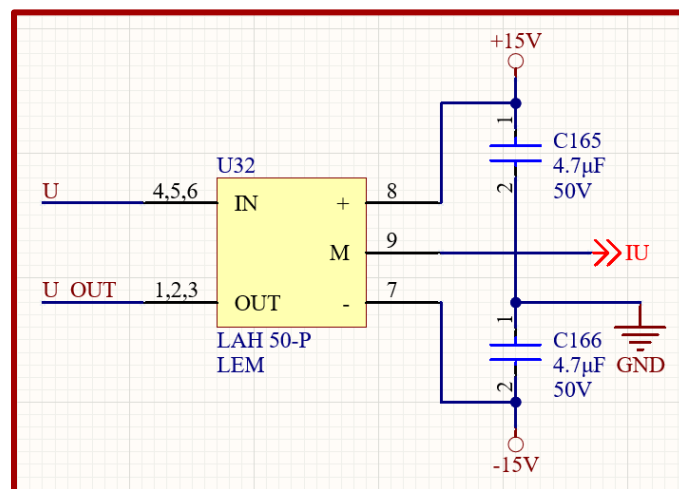 +15V
1
C165
4.7µF
2
50V
U32
U
4,5,6
IN
+
8
M
9
IU
U_OUT
1,2,3
OUT
-
7
LAH 50-P
LEM
1
C166
4.7µF
2
50V
GND
-15V